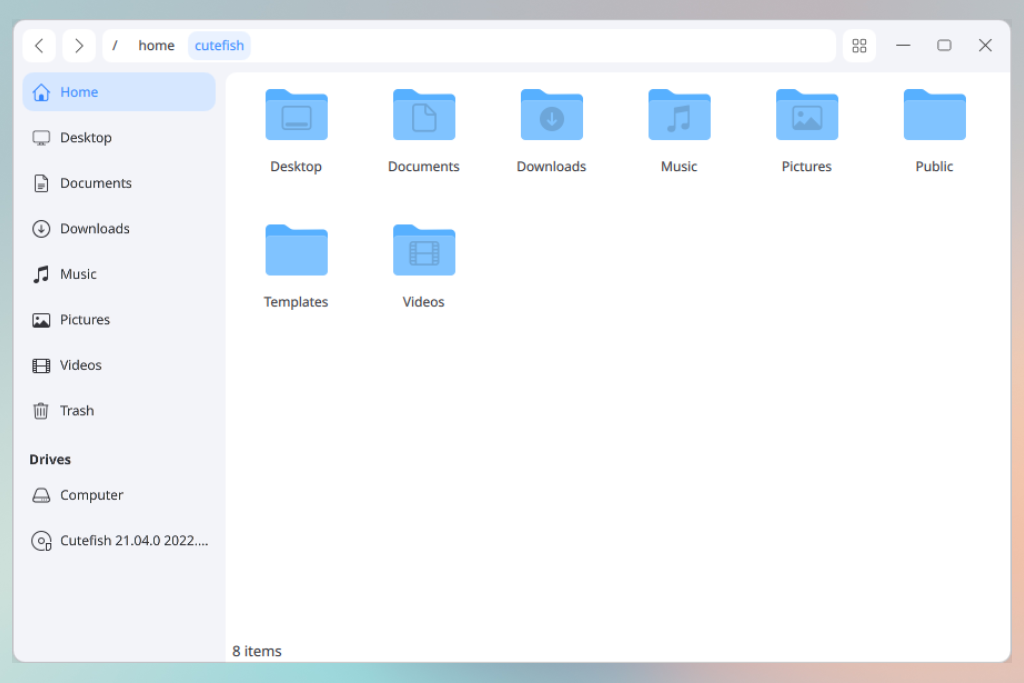 / home cutefish
Home
Desktop
Documents
Downloads
Music
Pictures
Videos
Trash
Drives
Computer
Cutefish 21.04.0 2022....
Desktop Documents Downloads Music Pictures Public
Templates Videos
8 items